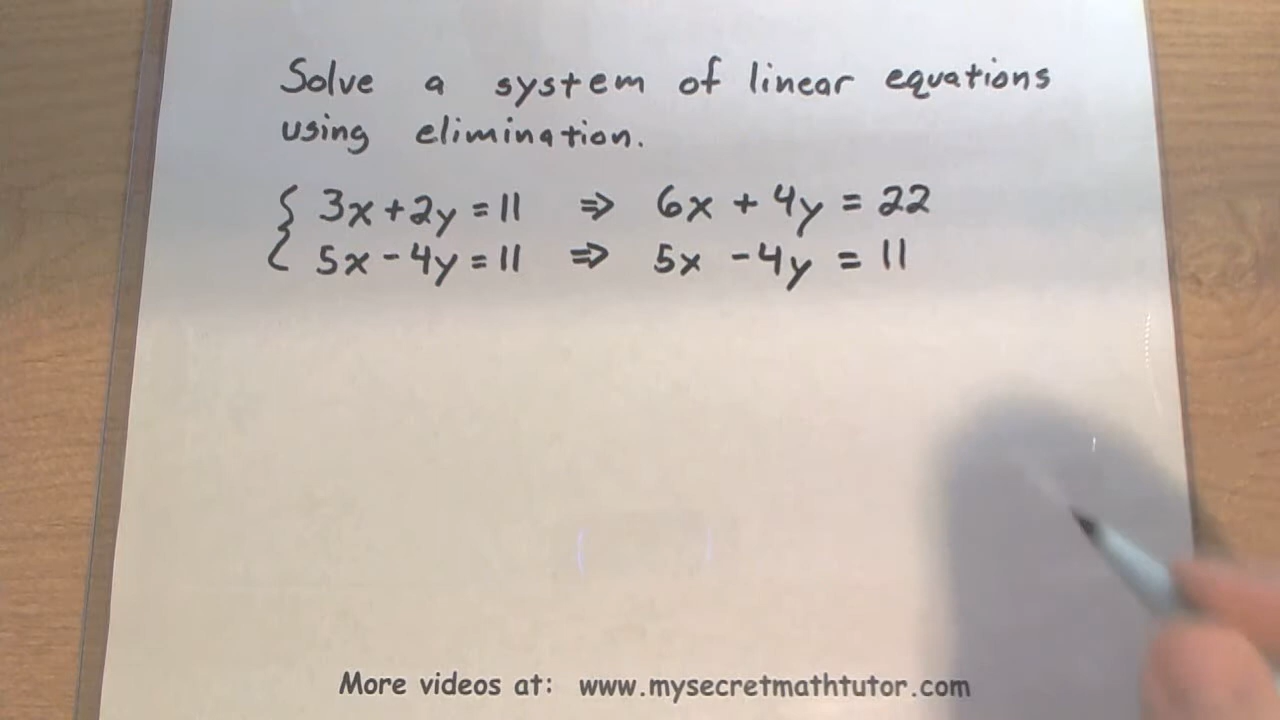 Solve a system of linear equations
using elimination.
{ 3x + 2y = 11 ⇒ 6x + 4y = 22
5x - 4y = 11 ⇒ 5x - 4y = 11
More videos at: www.mysecretmathtutor.com